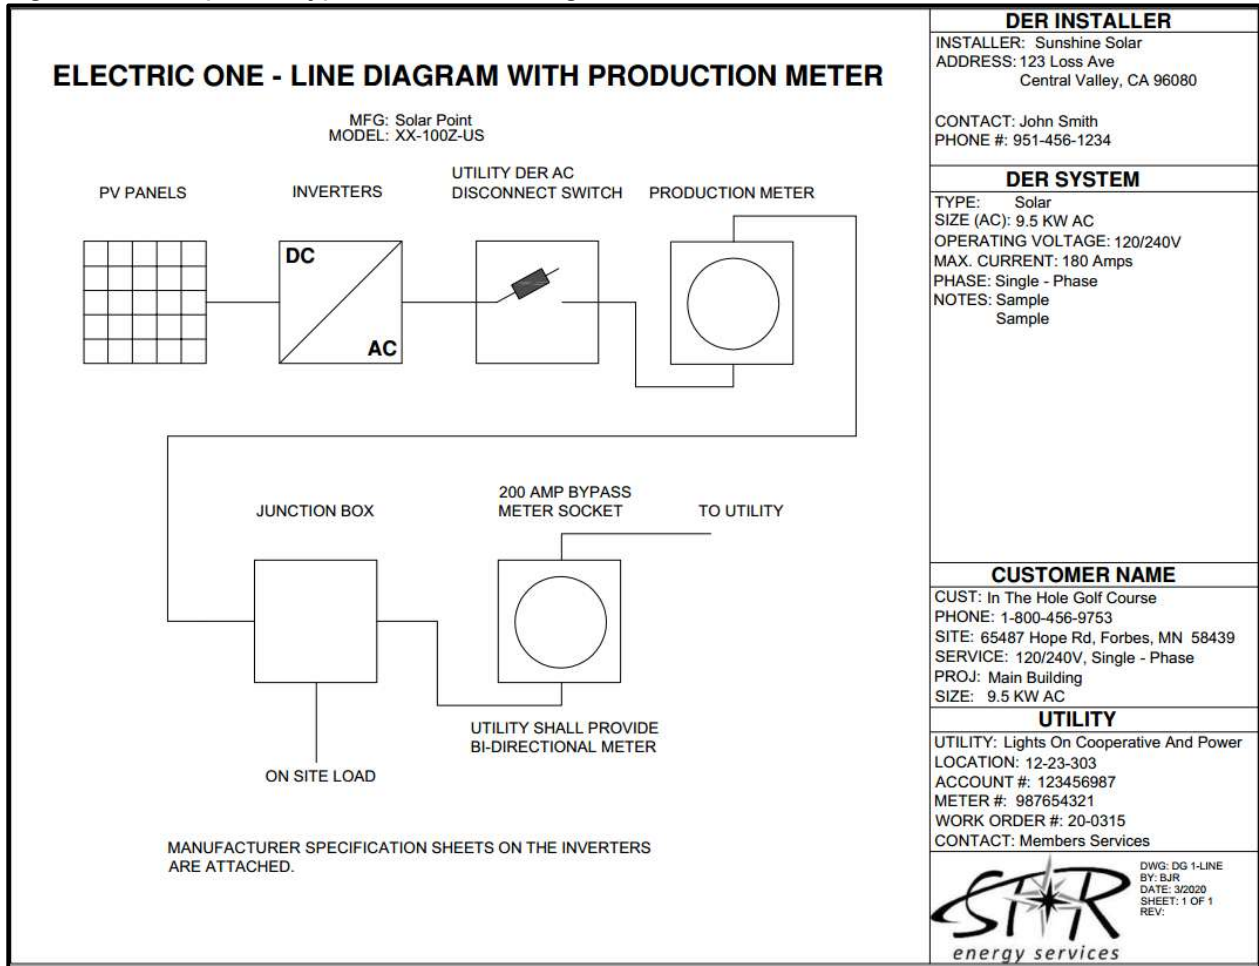 ELECTRIC ONE - LINE DIAGRAM WITH PRODUCTION METER
MFG: Solar Point
MODEL: XX-100Z-US
PV PANELS
INVERTERS
UTILITY DER AC
DISCONNECT SWITCH
PRODUCTION METER
DC
AC
JUNCTION BOX
200 AMP BYPASS
METER SOCKET
TO UTILITY
UTILITY SHALL PROVIDE
BI-DIRECTIONAL METER
ON SITE LOAD
MANUFACTURER SPECIFICATION SHEETS ON THE INVERTERS
ARE ATTACHED.
DER INSTALLER
INSTALLER: Sunshine Solar
ADDRESS: 123 Loss Ave
Central Valley, CA 96080
CONTACT: John Smith
PHONE #: 951-456-1234
DER SYSTEM
TYPE: Solar
SIZE (AC): 9.5 KW AC
OPERATING VOLTAGE: 120/240V
MAX. CURRENT: 180 Amps
PHASE: Single - Phase
NOTES: Sample
Sample
CUSTOMER NAME
CUST: In The Hole Golf Course
PHONE: 1-800-456-9753
SITE: 65487 Hope Rd, Forbes, MN 58439
SERVICE: 120/240V, Single - Phase
PROJ: Main Building
SIZE: 9.5 KW AC
UTILITY
UTILITY: Lights On Cooperative And Power
LOCATION: 12-23-303
ACCOUNT #: 123456987
METER #: 987654321
WORK ORDER #: 20-0315
CONTACT: Members Services
STAR
energy services
DWG: DG 1-LINE
BY: BJR
DATE: 3/2020
SHEET: 1 OF 1
REV: